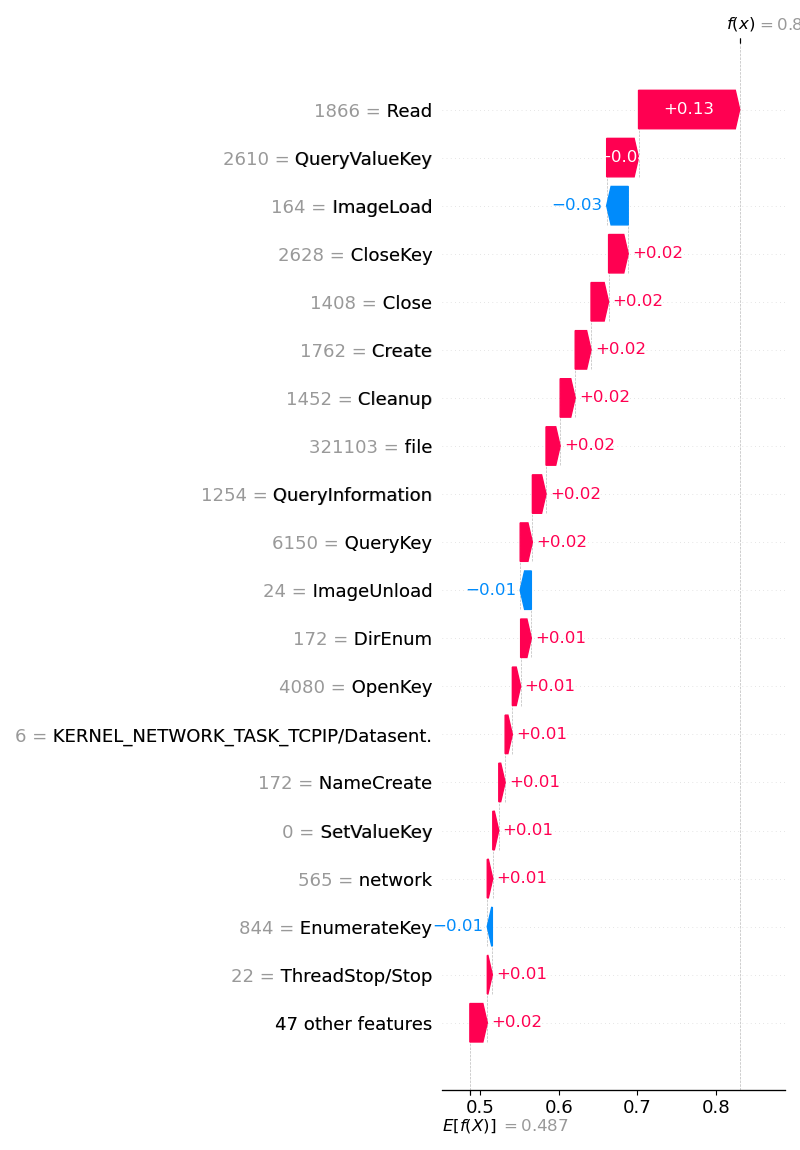 f(x) = 0.8
1866 = Read
+0.13
2610 = QueryValueKey
164 = ImageLoad
−0.03
2628 = CloseKey
+0.02
1408 = Close
+0.02
1762 = Create
+0.02
1452 = Cleanup
+0.02
321103 = file
+0.02
1254 = QueryInformation
+0.02
6150 = QueryKey
+0.02
24 = ImageUnload
−0.01
172 = DirEnum
+0.01
4080 = OpenKey
+0.01
6 = KERNEL_NETWORK_TASK_TCPIP/Datasent.
+0.01
172 = NameCreate
+0.01
0 = SetValueKey
+0.01
565 = network
+0.01
844 = EnumerateKey
−0.01
22 = ThreadStop/Stop
+0.01
47 other features
+0.02
0.5 0.6 0.7 0.8
E[f(X)] = 0.487